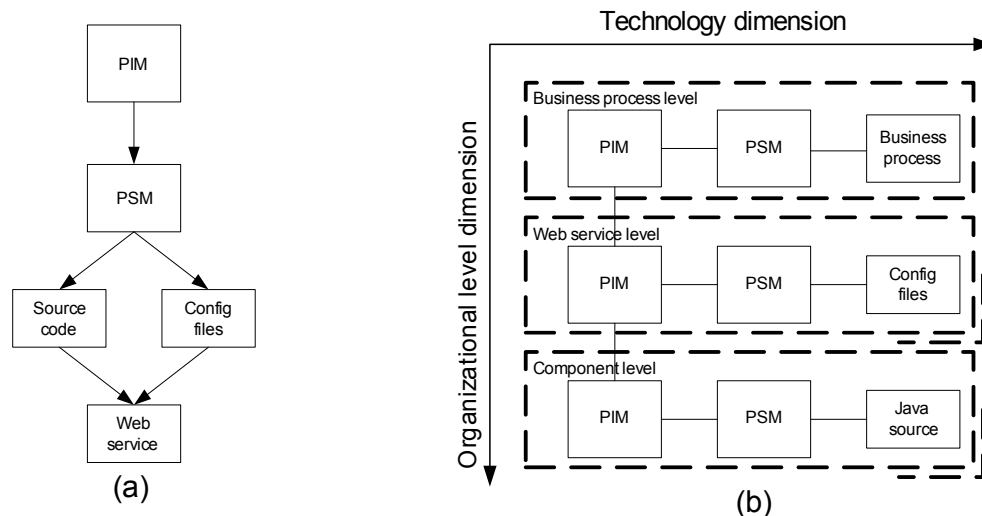 PIM
PSM
Source
code
Config
files
Web
service
(a)
Technology dimension
Organizational level dimension
Business process level
PIM
PSM
Business
process
Web service level
PIM
PSM
Config
files
Component level
PIM
PSM
Java
source
(b)